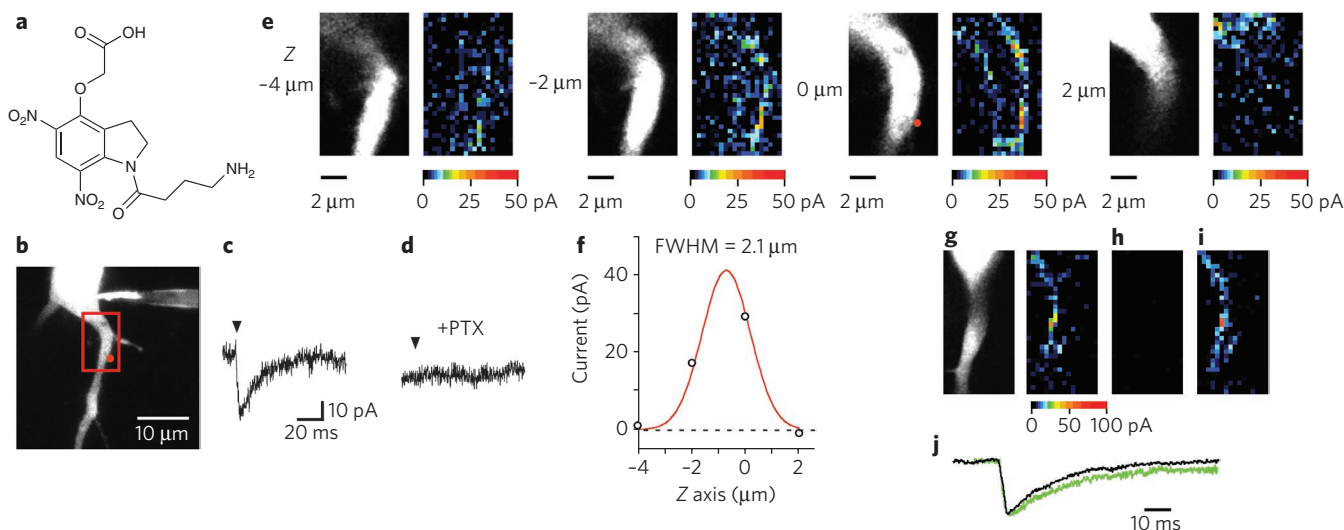 a
O
OH
O
O₂N
NO₂
N
O
NH₂
b
10 μm
c
10 pA
20 ms
d
+PTX
e
Z
−4 μm
2 μm
0 25 50 pA
−2 μm
2 μm
0 25 50 pA
0 μm
2 μm
0 25 50 pA
2 μm
2 μm
0 25 50 pA
f
FWHM = 2.1 μm
Current (pA)
40
20
0
−4 −2 0 2
Z axis (μm)
g
0 50 100 pA
h
i
j
10 ms